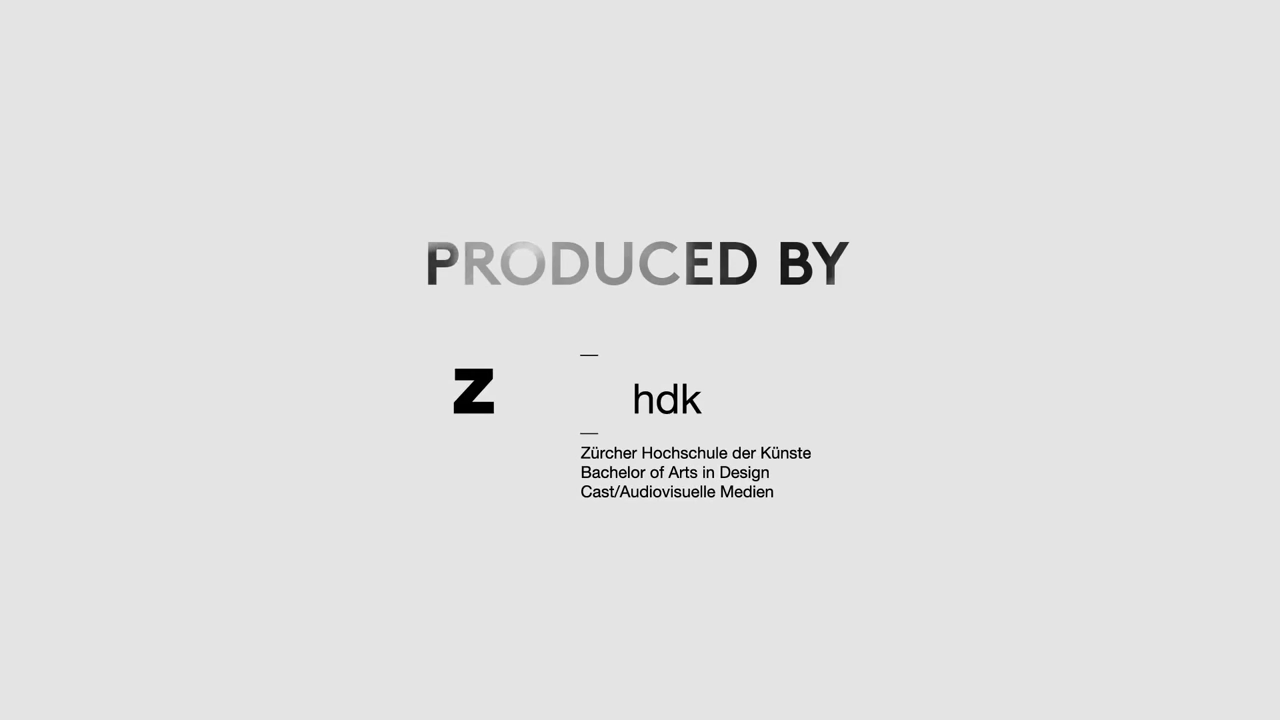 PRODUCED BY
—
Z hdk
—
Zürcher Hochschule der Künste
Bachelor of Arts in Design
Cast/Audiovisuelle Medien